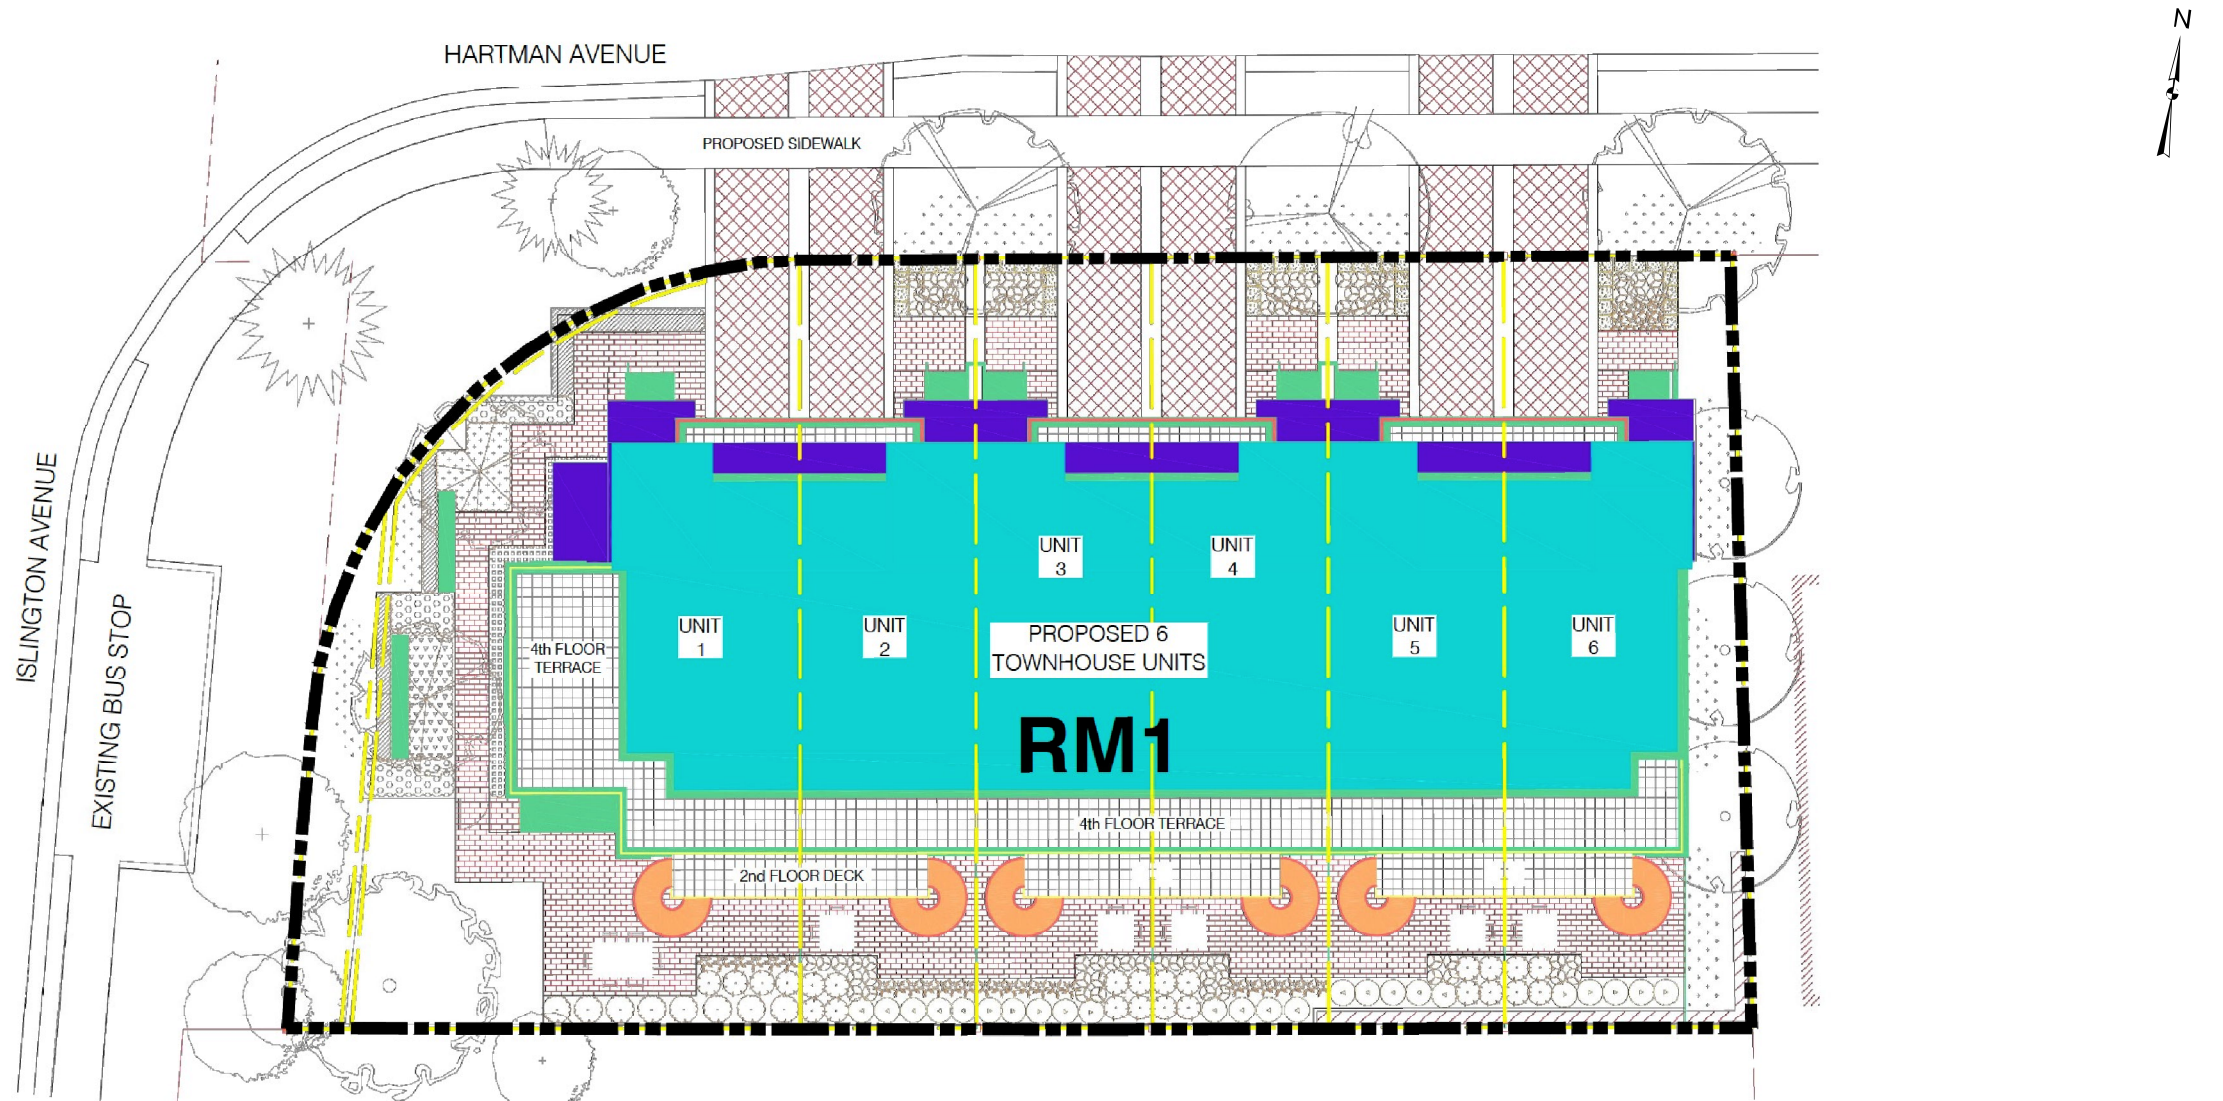 N
HARTMAN AVENUE
PROPOSED SIDEWALK
ISLINGTON AVENUE
EXISTING BUS STOP
UNIT
3
UNIT
4
UNIT
1
UNIT
2
UNIT
5
UNIT
6
4th FLOOR
TERRACE
PROPOSED 6
TOWNHOUSE UNITS
RM1
4th FLOOR TERRACE
2nd FLOOR DECK